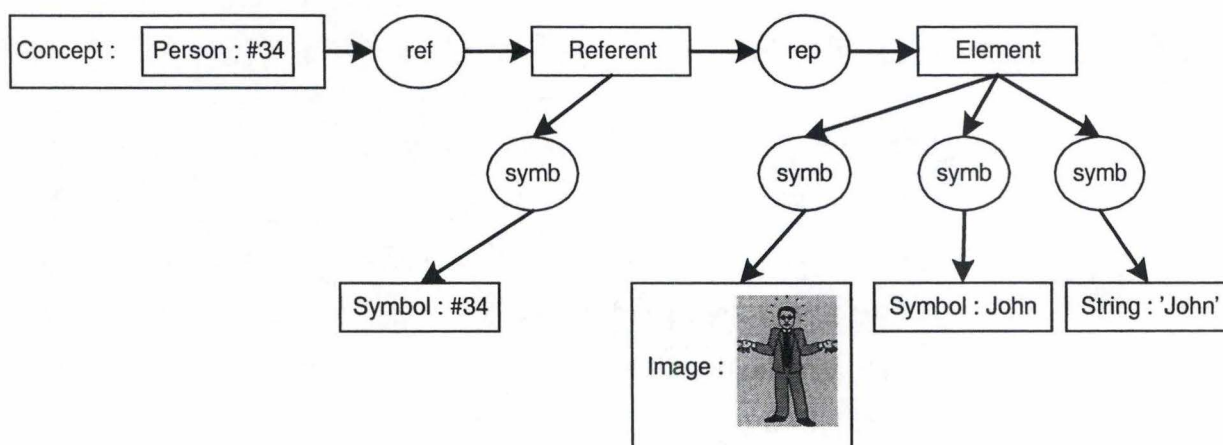 Concept : Person : #34
ref
Referent
rep
Element
symb
symb
symb
symb
Symbol : #34
Image :
Symbol : John
String : 'John'